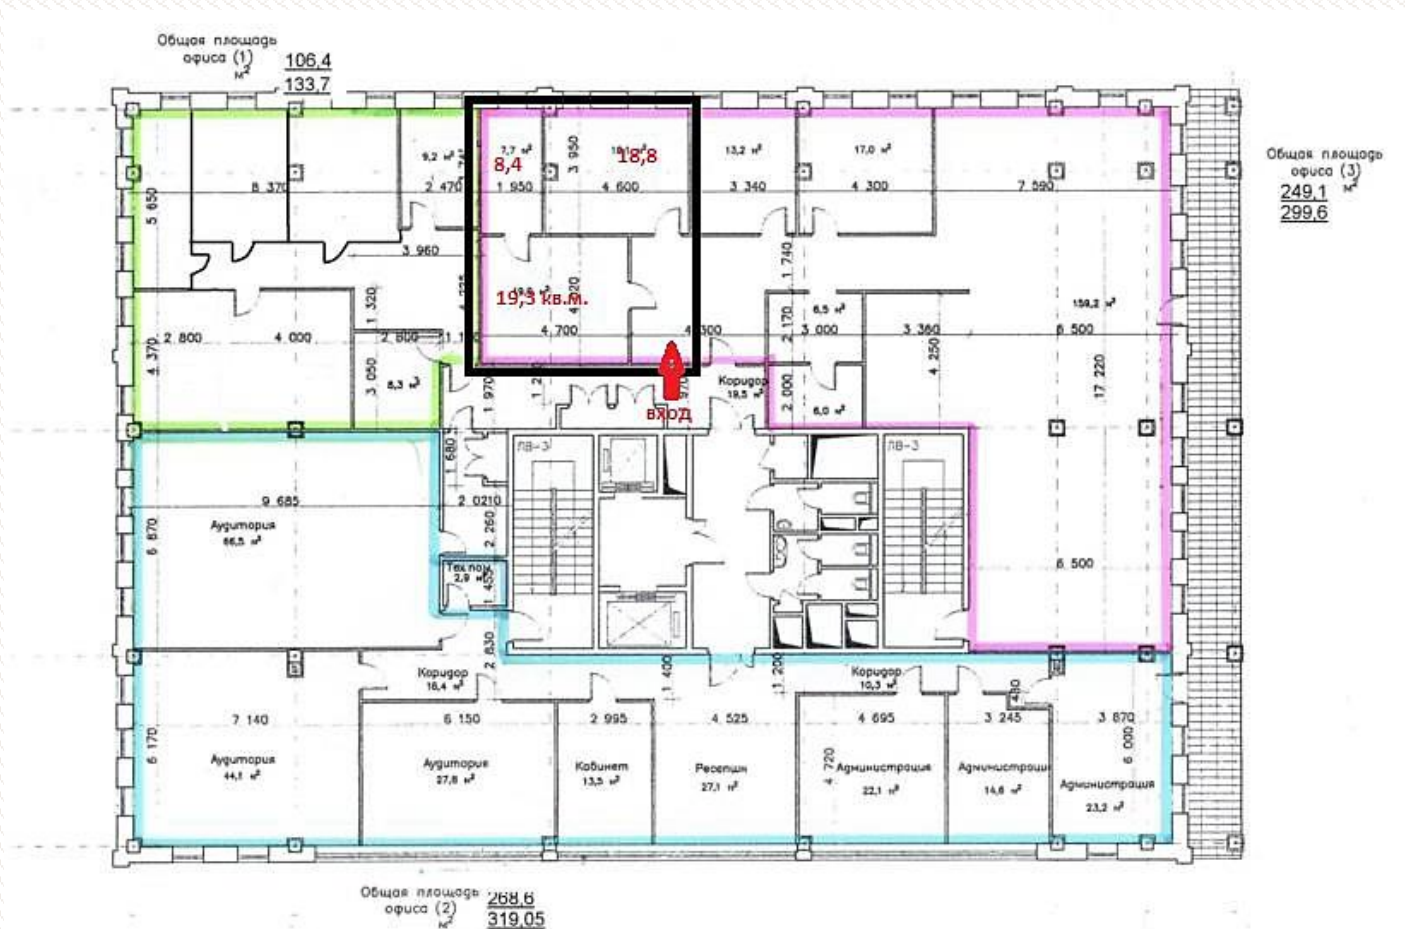 Общая площадь
офиса (1)
м²
106,4
133,7
Общая площадь
офиса (3)
м²
249,1
299,6
9,2 м²
7,7 м²
8,4
3 950
18,8
13,2 м²
17,0 м²
5 650
8 370
2 470
1 950
4 600
3 340
4 300
7 590
3 960
1 740
19,3 кв.м.
1 320
6,5 м²
159,2 м²
2 170
2 800
4 000
4 700
3 000
3 360
6 500
4 370
3 050
8,3 м²
4 250
17 220
1 970
Коридор
19,5 м²
2 000
6,0 м²
вход
1 680
ЛВ-3
ЛВ-3
9 685
2 0210
Аудитория
66,5 м²
6 870
2 260
6 500
Тех.пом.
2,9 м²
1 455
2 630
Коридор
16,4 м²
1 400
1 200
Коридор
10,3 м²
480
7 140
6 150
2 995
4 525
4 695
3 245
3 870
6 170
4 720
6 000
Аудитория
44,1 м²
Аудитория
27,8 м²
Кабинет
13,5 м²
Ресепшн
27,1 м²
Администрация
22,1 м²
Администрация
14,6 м²
Администрация
23,2 м²
Общая площадь
офиса (2)
м²
268,6
319,05